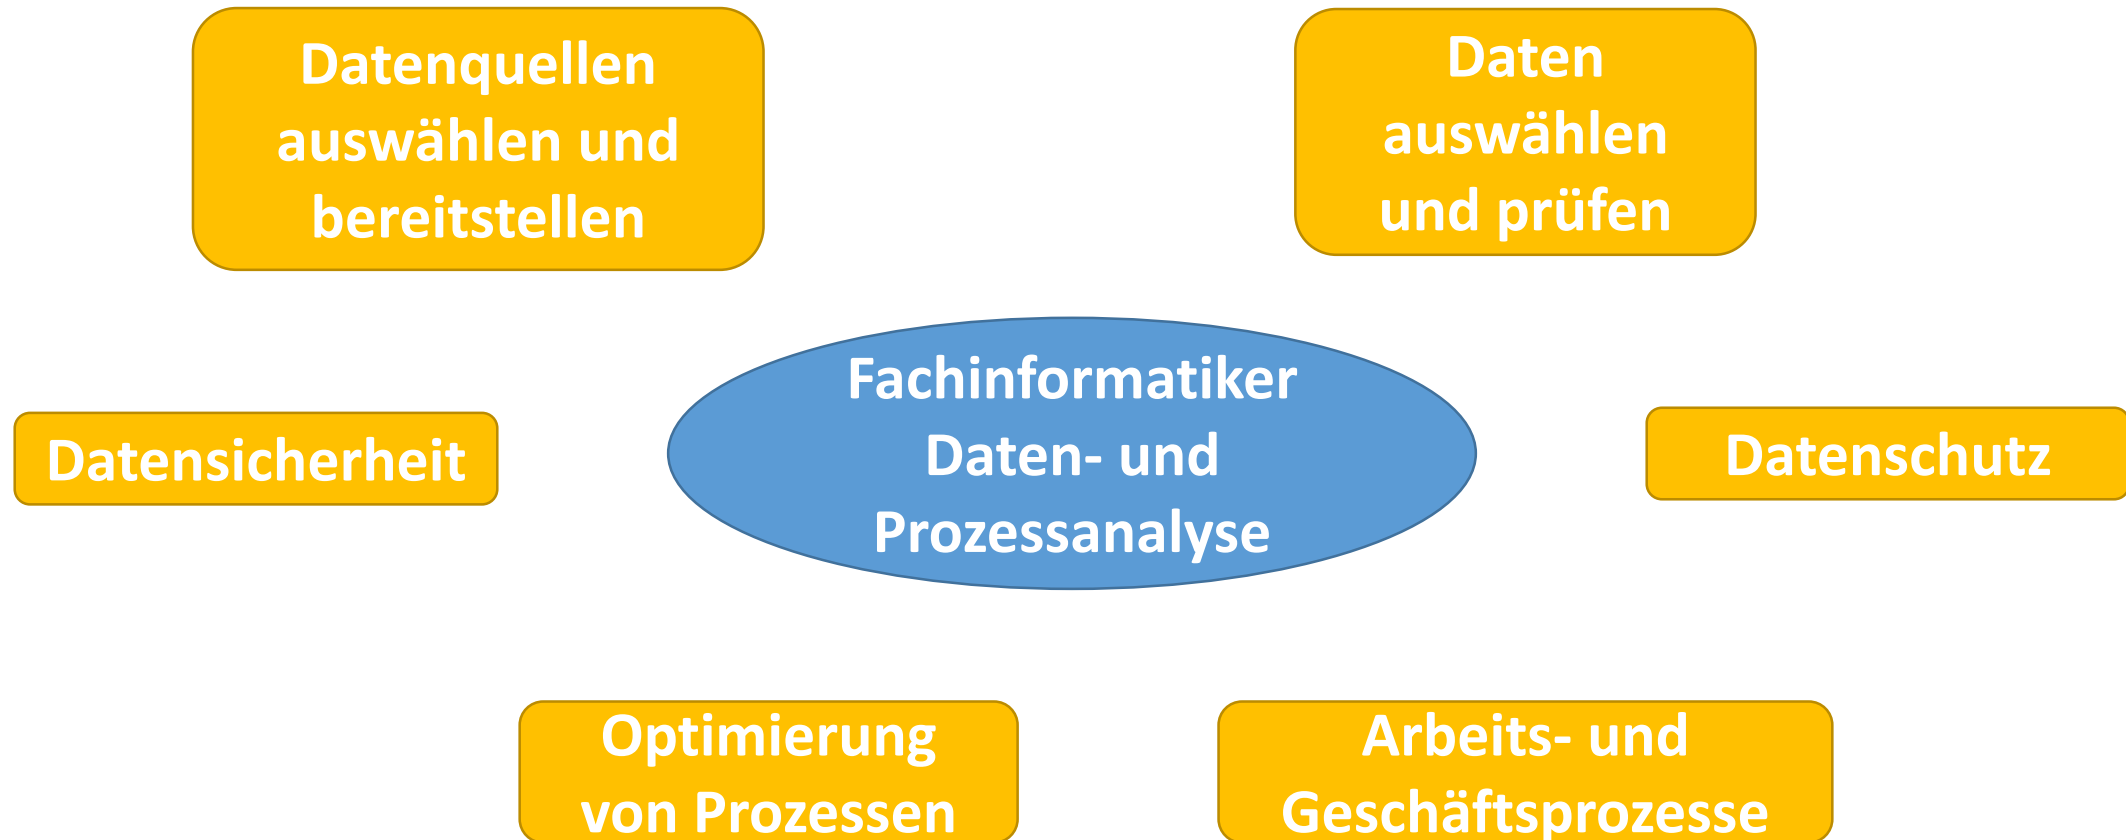 Datenquellen
auswählen und
bereitstellen
Daten
auswählen
und prüfen
Fachinformatiker
Daten- und
Prozessanalyse
Datensicherheit
Datenschutz
Optimierung
von Prozessen
Arbeits- und
Geschäftsprozesse